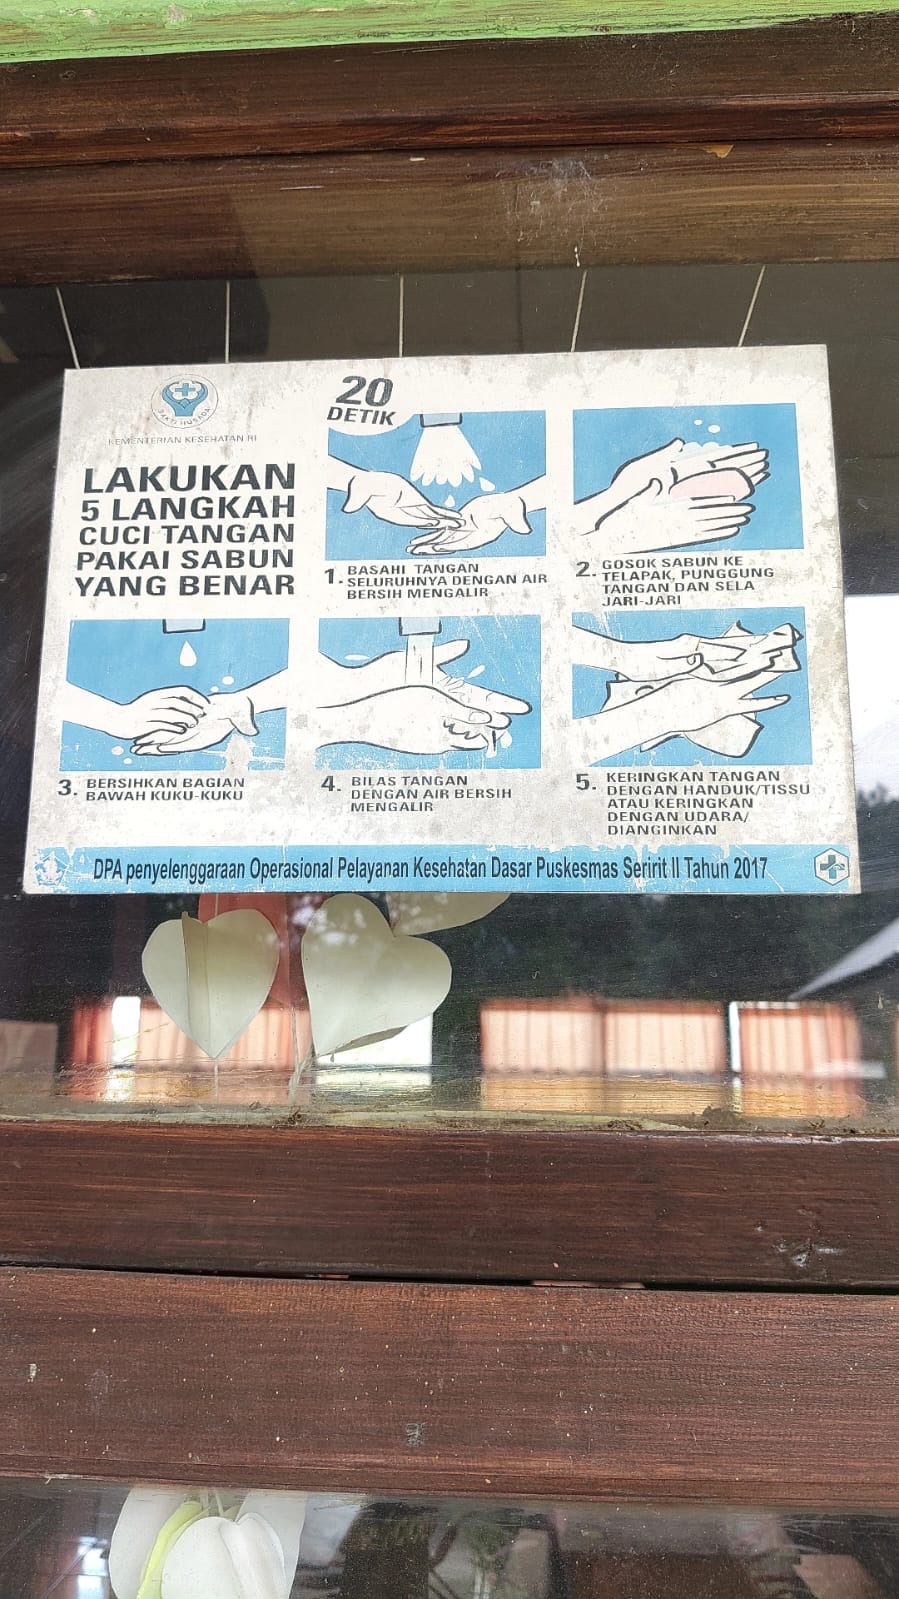 BAKTI HUSADA
KEMENTERIAN KESEHATAN RI
LAKUKAN
5 LANGKAH
CUCI TANGAN
PAKAI SABUN
YANG BENAR
20
DETIK
1. BASAHI TANGAN
SELURUHNYA DENGAN AIR
BERSIH MENGALIR
2. GOSOK SABUN KE
TELAPAK, PUNGGUNG
TANGAN DAN SELA
JARI-JARI
3. BERSIHKAN BAGIAN
BAWAH KUKU-KUKU
4. BILAS TANGAN
DENGAN AIR BERSIH
MENGALIR
5. KERINGKAN TANGAN
DENGAN HANDUK/TISSU
ATAU KERINGKAN
DENGAN UDARA/
DIANGINKAN
DPA penyelenggaraan Operasional Pelayanan Kesehatan Dasar Puskesmas Seririt II Tahun 2017